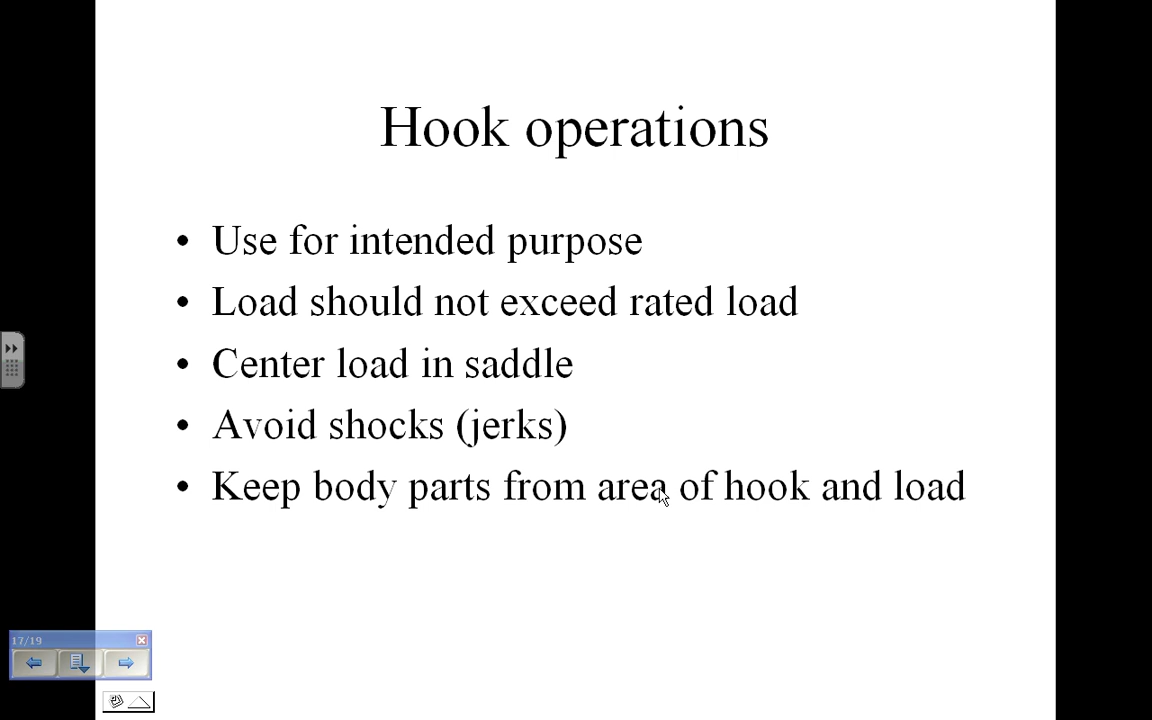 Hook operations
• Use for intended purpose
• Load should not exceed rated load
• Center load in saddle
• Avoid shocks (jerks)
• Keep body parts from area of hook and load
17/19